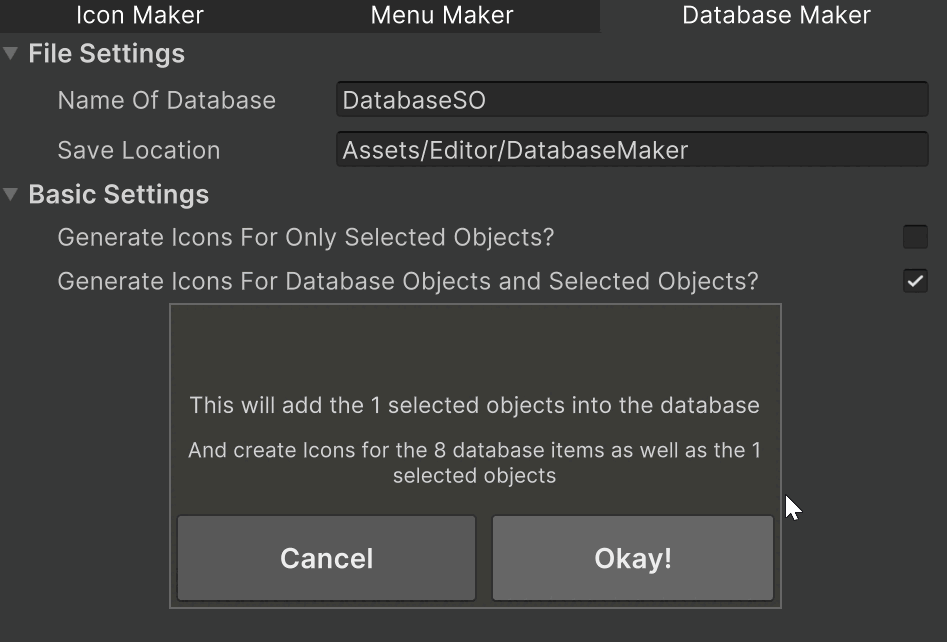 Icon Maker Menu Maker Database Maker
File Settings
Name Of Database DatabaseSO
Save Location Assets/Editor/DatabaseMaker
Basic Settings
Generate Icons For Only Selected Objects?
Generate Icons For Database Objects and Selected Objects?
This will add the 1 selected objects into the database
And create Icons for the 8 database items as well as the 1
selected objects
Cancel Okay!